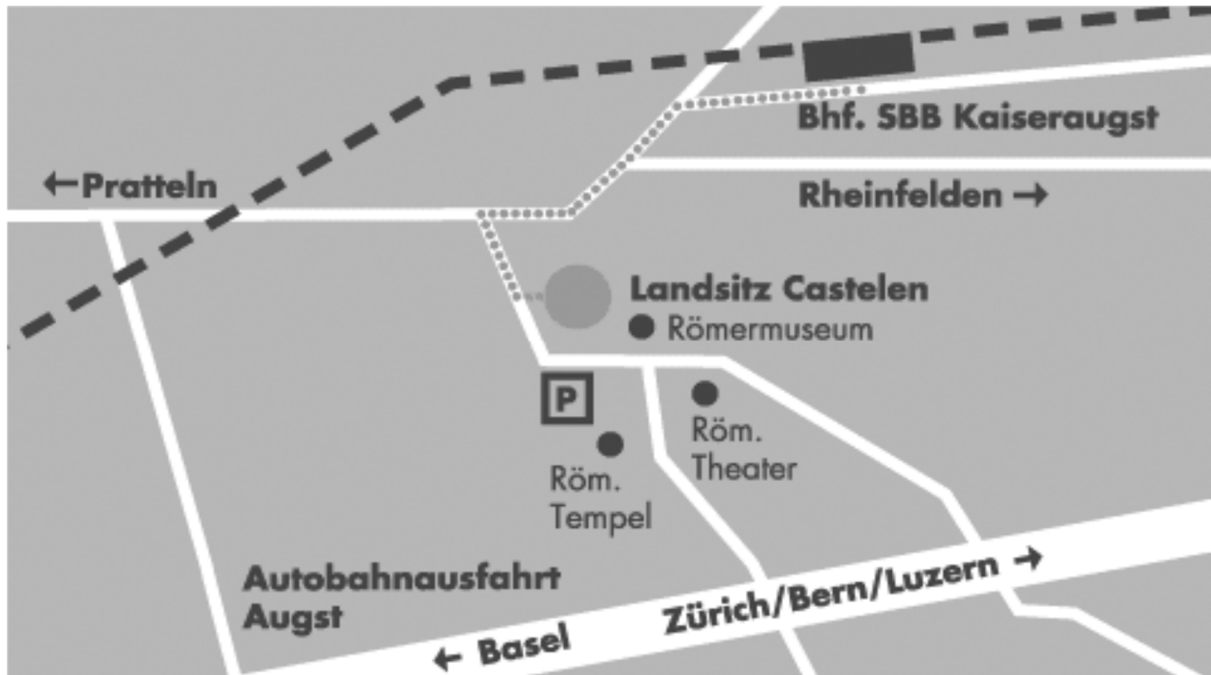 Bhf. SBB Kaiseraugst
←Pratteln
Rheinfelden →
Landsitz Castelen
Römermuseum
P
Röm.
Theater
Röm.
Tempel
Autobahnausfahrt
Augst
Zürich/Bern/Luzern →
← Basel